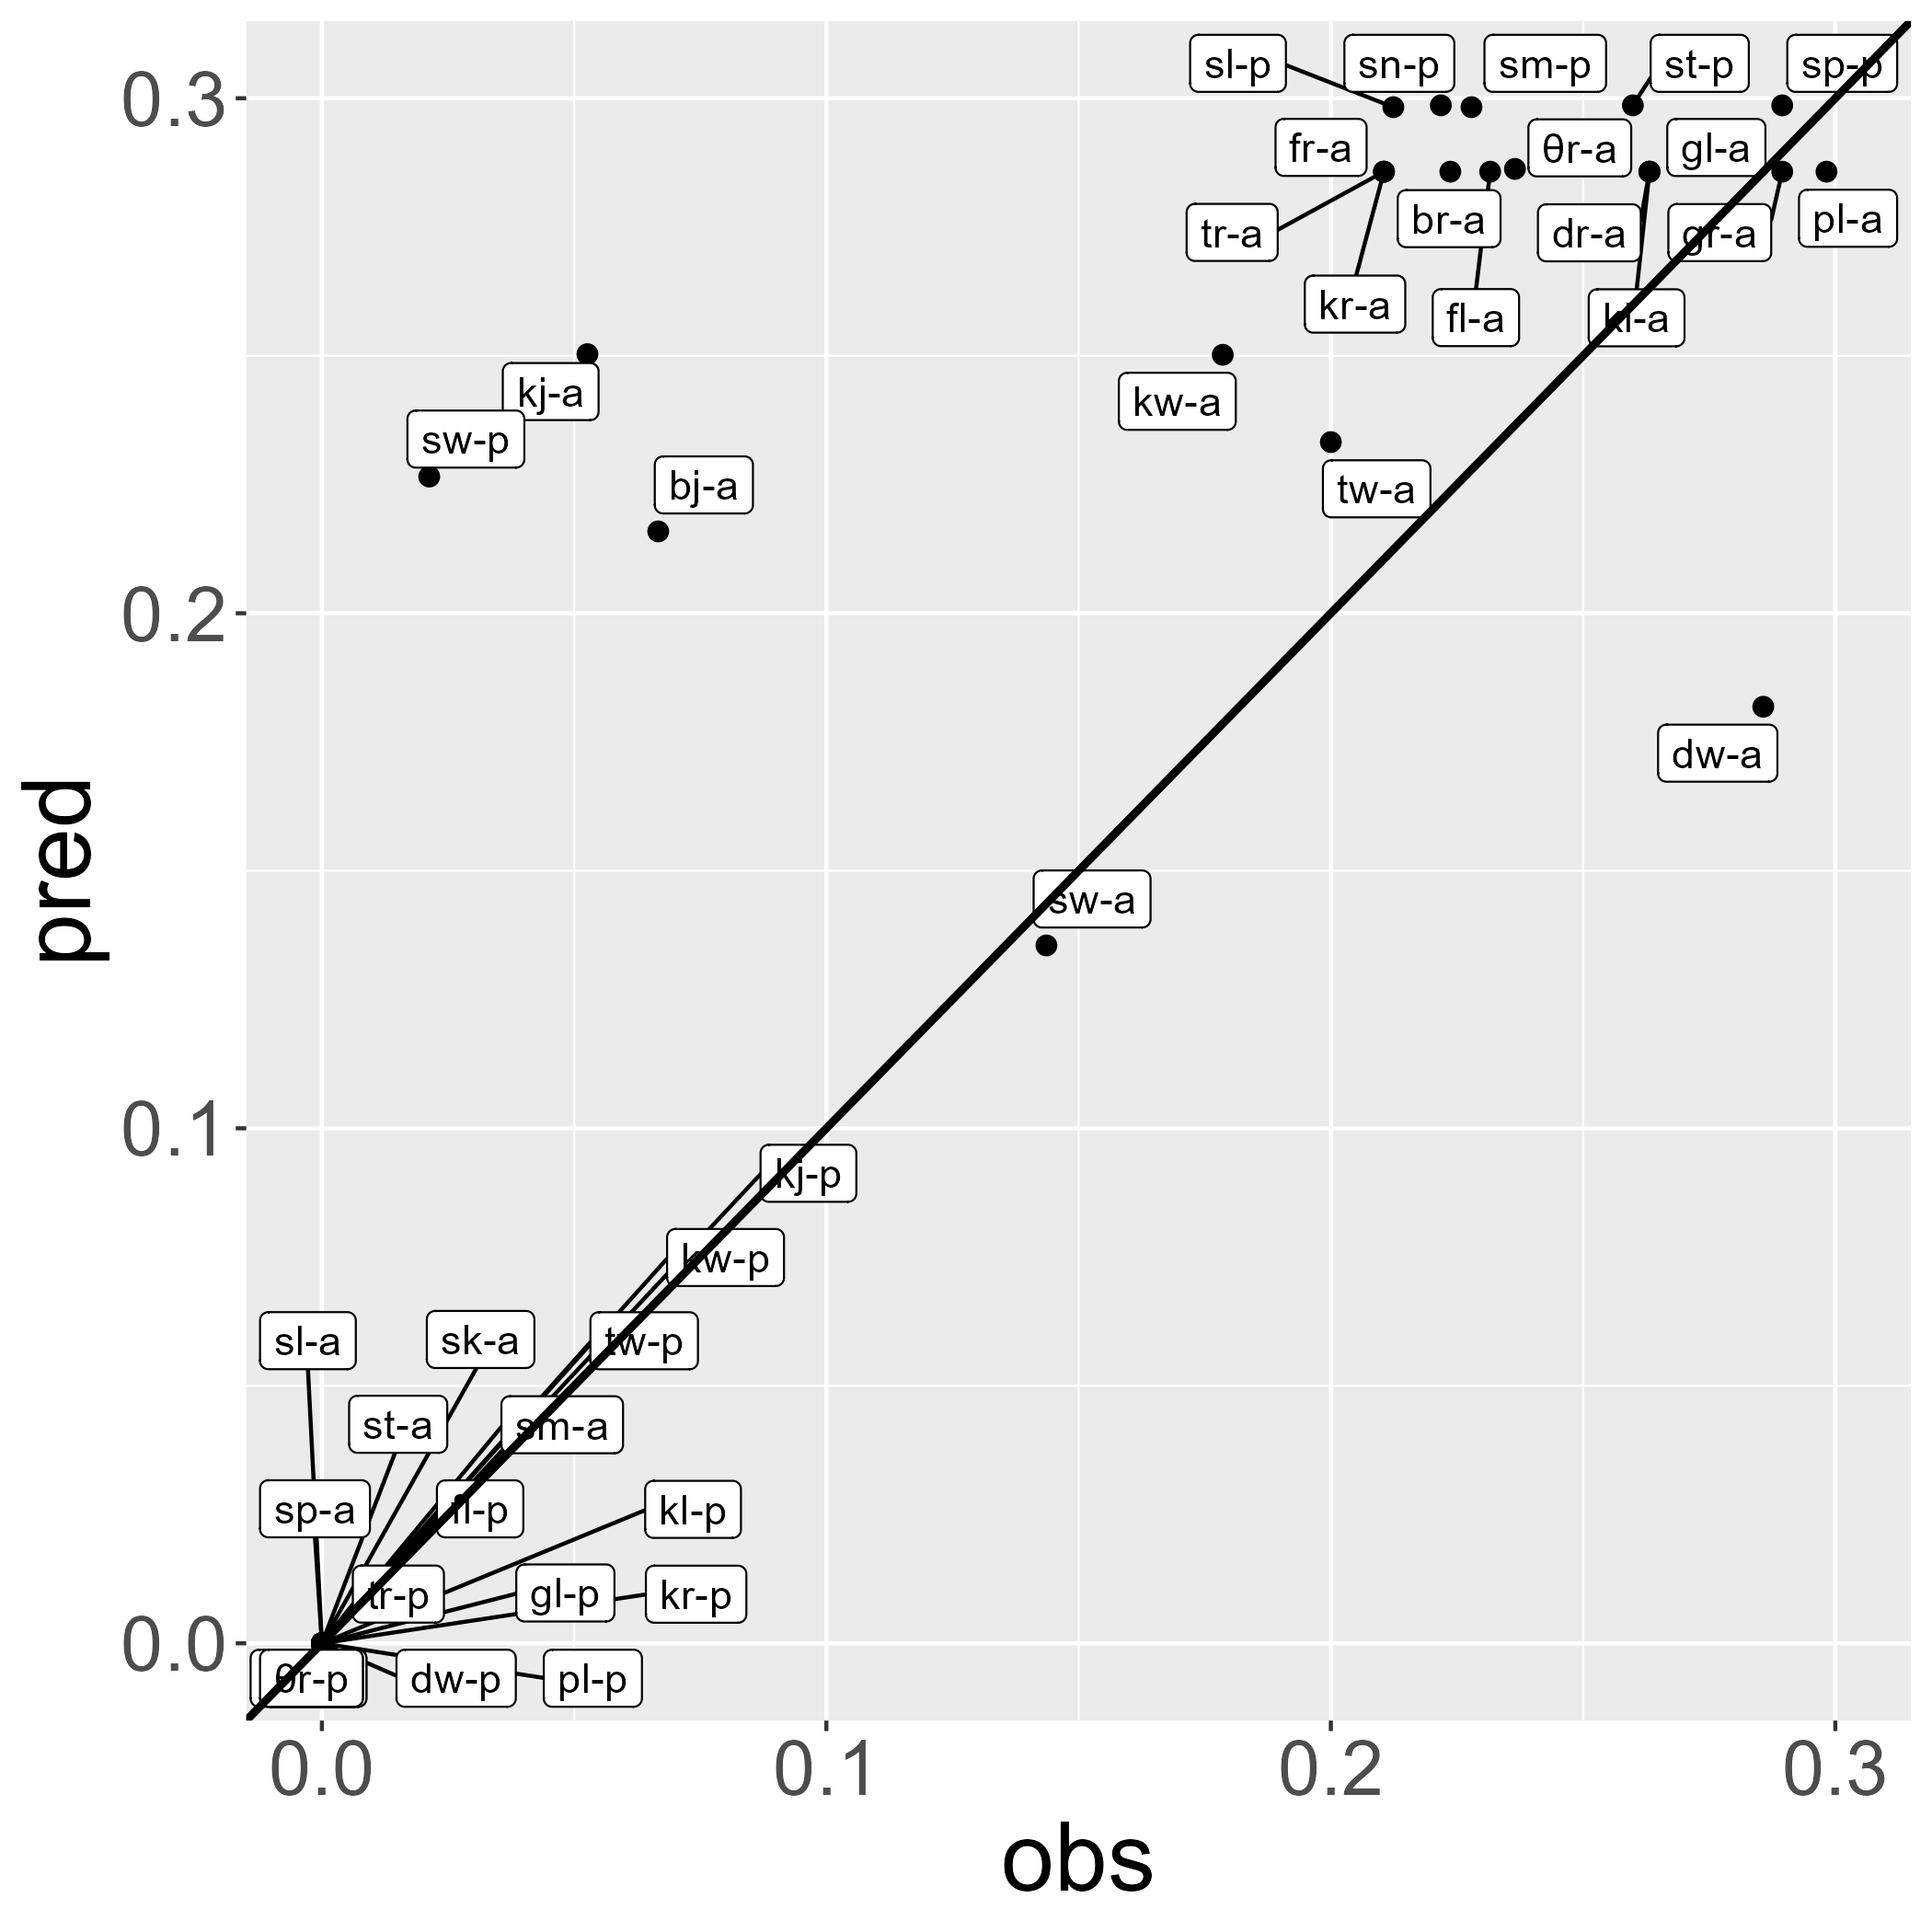 sl-p sn-p sm-p st-p sp-p
0.3
fr-a θr-a gl-a
tr-a br-a dr-a gr-a pl-a
kr-a fl-a kl-a
kj-a kw-a
sw-p
bj-a tw-a
0.2
dw-a
pred
sw-a
0.1
kj-p
kw-p
sl-a sk-a tw-p
st-a sm-a
sp-a fl-p kl-p
tr-p gl-p kr-p
0.0
θr-p dw-p pl-p
0.0 0.1 0.2 0.3
obs